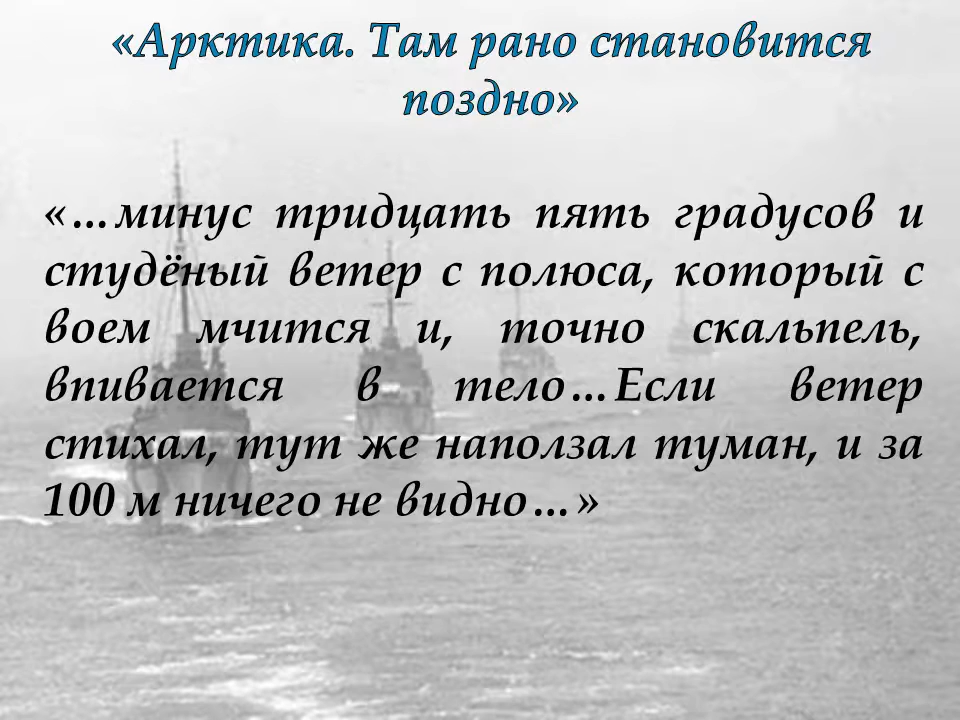 «Арктика. Там рано становится
поздно»
«…минус тридцать пять градусов и
студёный ветер с полюса, который с
воем мчится и, точно скальпель,
впивается в тело…Если ветер
стихал, тут же наползал туман, и за
100 м ничего не видно…»